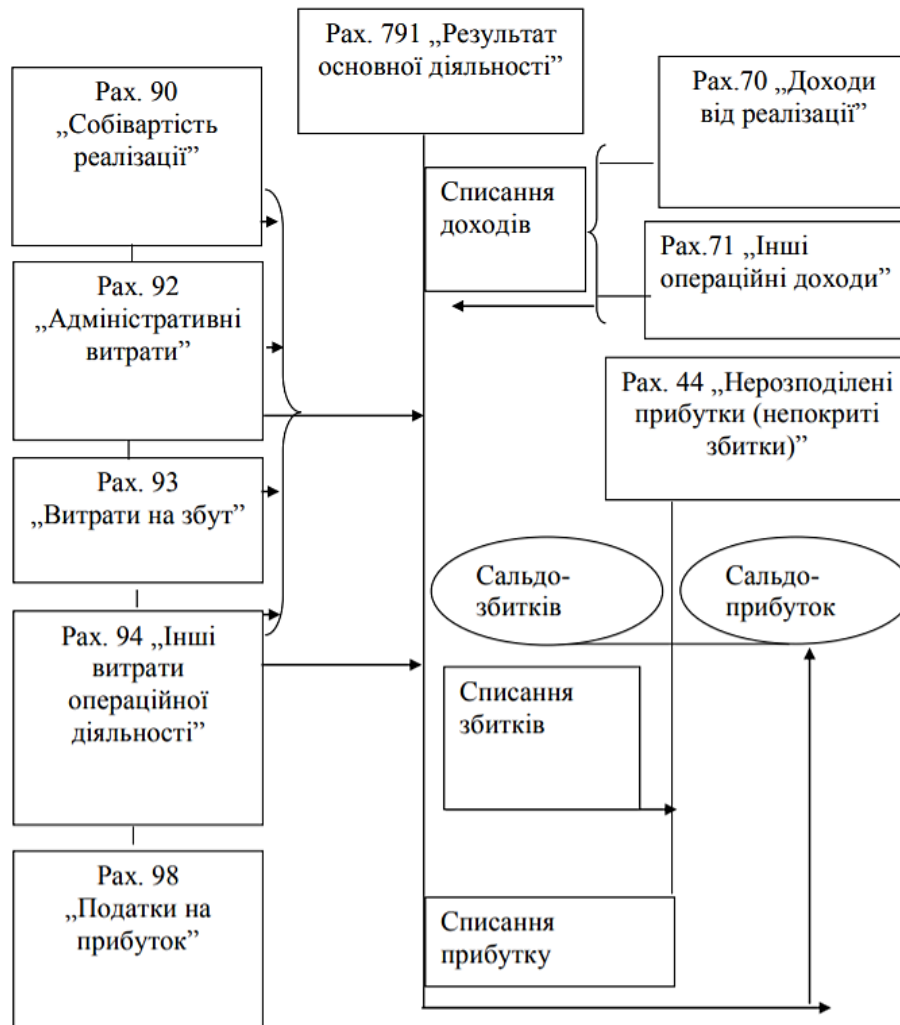 Рах. 791 „Результат
основної діяльності”
Рах. 90
„Собівартість
реалізації”
Рах.70 „Доходи
від реалізації”
Списання
доходів
Рах.71 „Інші
операційні доходи”
Рах. 92
„Адміністративні
витрати”
Рах. 44 „Нерозподілені
прибутки (непокриті
збитки)”
Рах. 93
„Витрати на збут”
Сальдо-
збитків
Сальдо-
прибуток
Рах. 94 „Інші
витрати
операційної
діяльності”
Списання
збитків
Рах. 98
„Податки на
прибуток”
Списання
прибутку